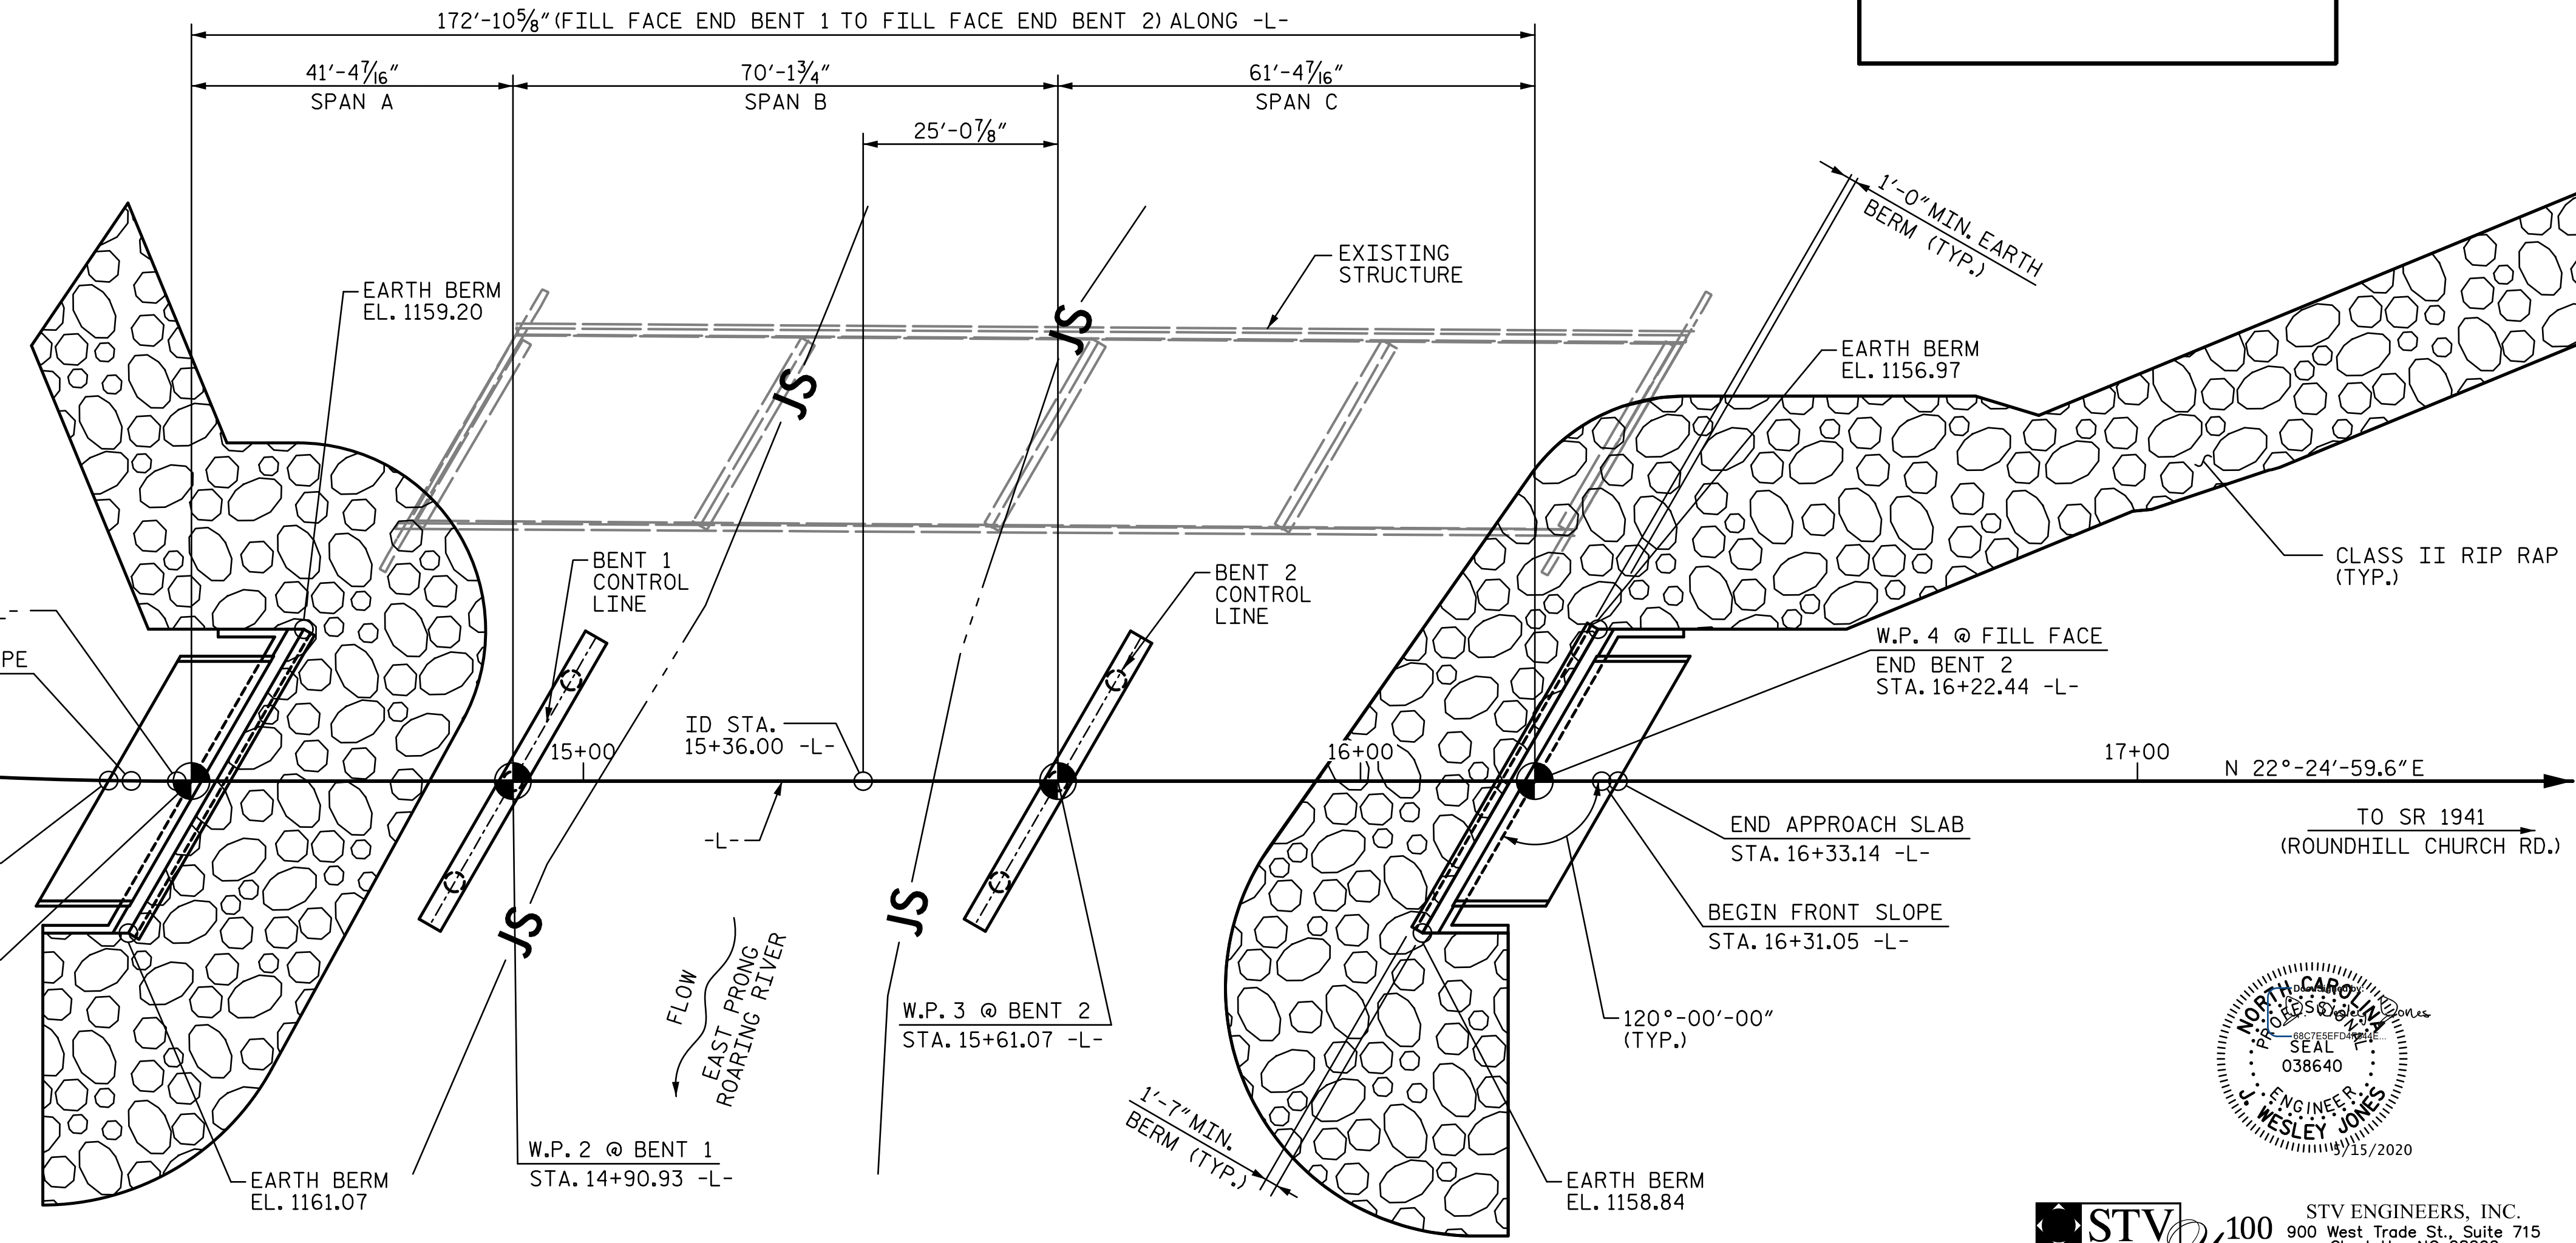 172'-10⅝" (FILL FACE END BENT 1 TO FILL FACE END BENT 2) ALONG -L-
41'-4⁷⁄₁₆"
SPAN A
70'-1¾"
SPAN B
61'-4⁷⁄₁₆"
SPAN C
25'-0⅞"
1'-0" MIN. EARTH
BERM (TYP.)
EXISTING
STRUCTURE
EARTH BERM
EL. 1159.20
JS
JS
EARTH BERM
EL. 1156.97
BENT 1
CONTROL
LINE
BENT 2
CONTROL
LINE
CLASS II RIP RAP
(TYP.)
PE
W.P. 4 @ FILL FACE
END BENT 2
STA. 16+22.44 -L-
ID STA.
15+36.00 -L-
15+00
16+00
17+00
N 22°-24'-59.6" E
-L-
TO SR 1941
(ROUNDHILL CHURCH RD.)
END APPROACH SLAB
STA. 16+33.14 -L-
BEGIN FRONT SLOPE
STA. 16+31.05 -L-
JS
JS
FLOW
EAST PRONG
ROARING RIVER
W.P. 3 @ BENT 2
STA. 15+61.07 -L-
120°-00'-00"
(TYP.)
1'-7" MIN.
BERM (TYP.)
W.P. 2 @ BENT 1
STA. 14+90.93 -L-
EARTH BERM
EL. 1161.07
EARTH BERM
EL. 1158.84
NORTH CAROLINA
PROFESSIONAL
DocuSigned by:
SEAL
038640
ENGINEER
J. WESLEY JONES
5/15/2020
STV 100
STV ENGINEERS, INC.
900 West Trade St., Suite 715